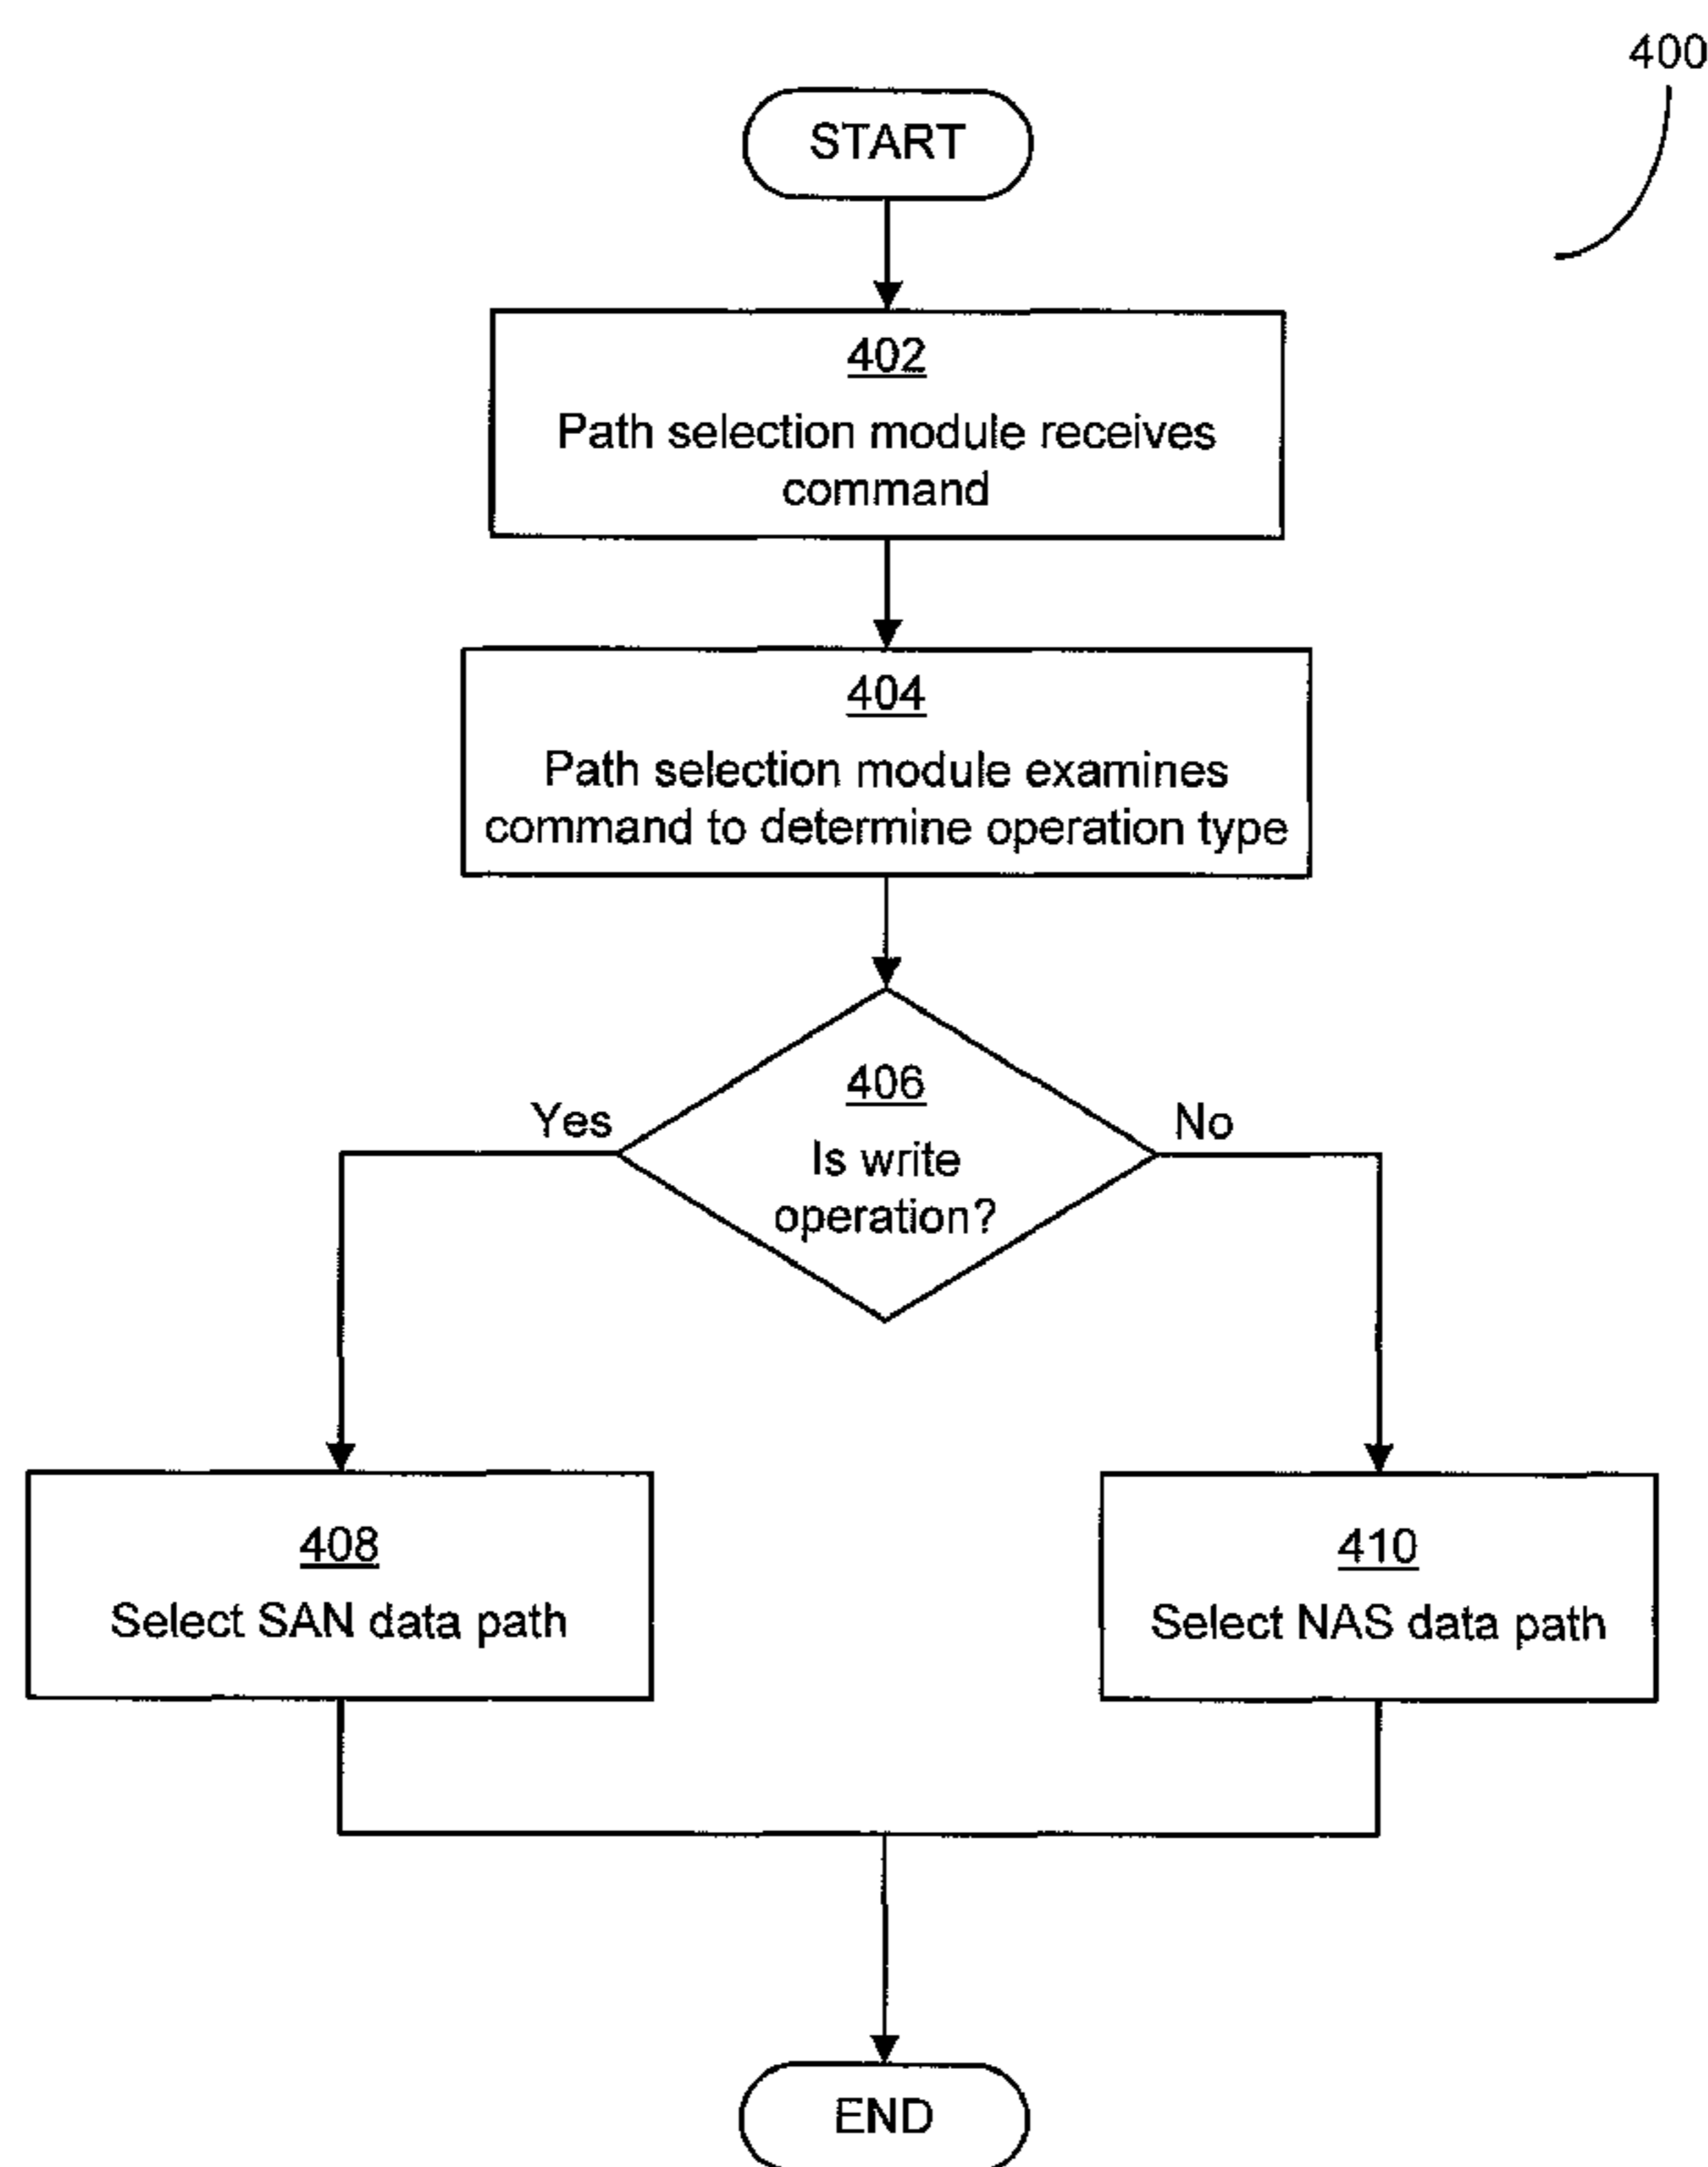 400
START
402
Path selection module receives
command
404
Path selection module examines
command to determine operation type
406
Is write
operation?
Yes
No
408
Select SAN data path
410
Select NAS data path
END